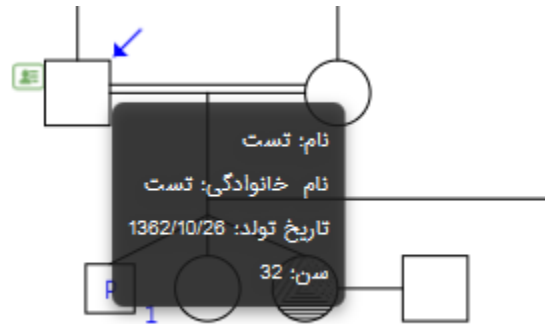 نام: تست
نام خانوادگی: تست
تاریخ تولد: 1362/10/26
سن: 32
P
1